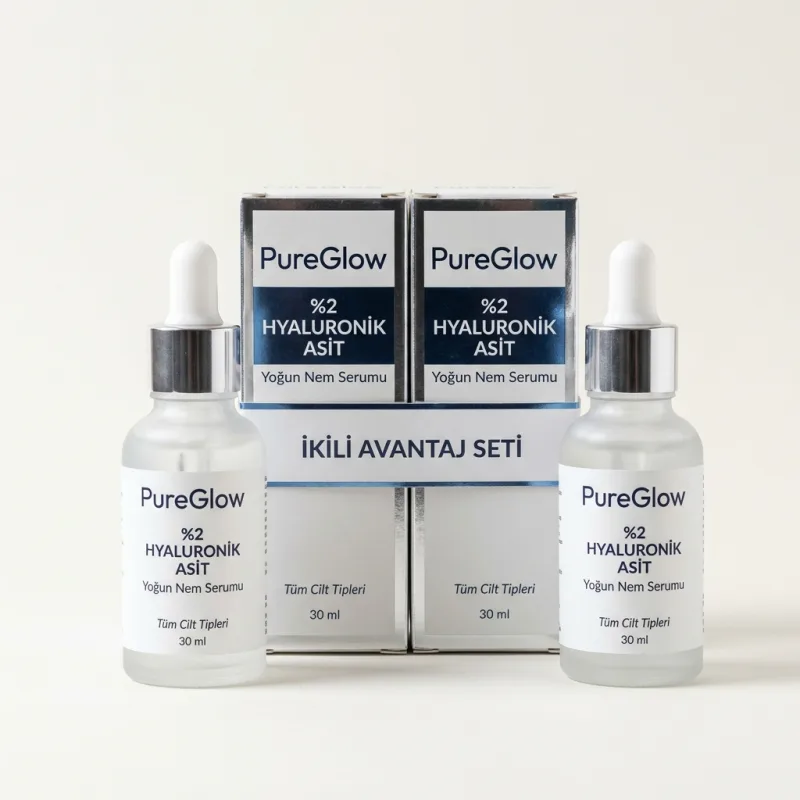 PureGlow
%2
HYALURONİK
ASİT
Yoğun Nem Serumu
PureGlow
%2
HYALURONİK
ASİT
Yoğun Nem Serumu
İKİLİ AVANTAJ SETİ
Tüm Cilt Tipleri
30 ml
Tüm Cilt Tipleri
30 ml
PureGlow
%2
HYALURONİK
ASİT
Yoğun Nem Serumu
Tüm Cilt Tipleri
30 ml
PureGlow
%2
HYALURONİK
ASİT
Yoğun Nem Serumu
Tüm Cilt Tipleri
30 ml